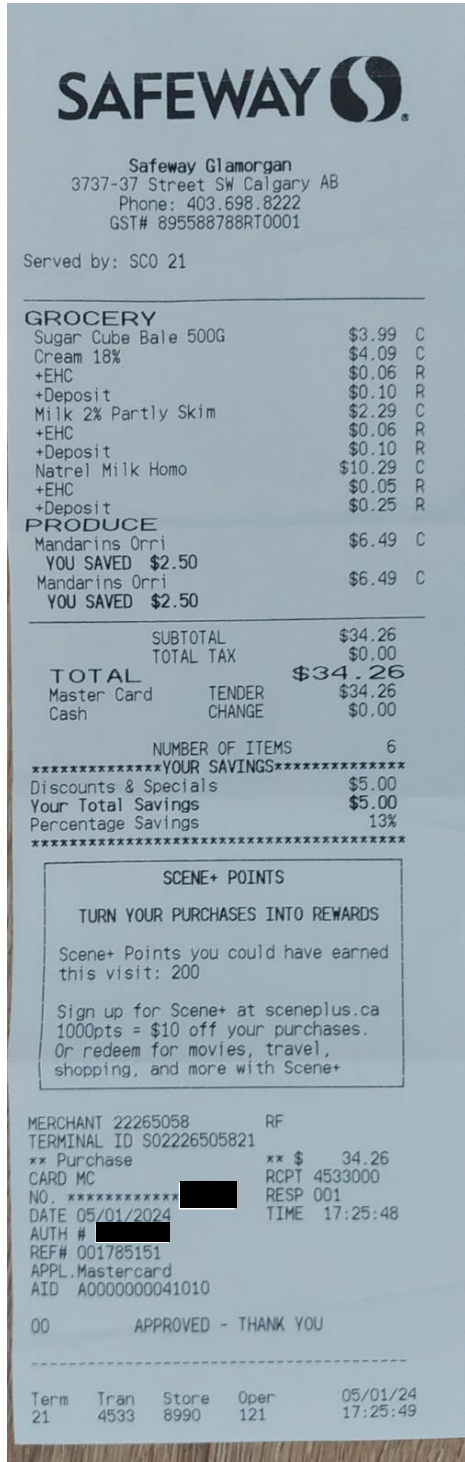 SAFEWAY
Safeway Glamorgan
3737-37 Street SW Calgary AB
Phone: 403.698.8222
GST# 895588788RT0001
Served by: SCO 21
GROCERY
Sugar Cube Bale 500G $3.99 C
Cream 18% $4.09 C
+EHC $0.06 R
+Deposit $0.10 R
Milk 2% Partly Skim $2.29 C
+EHC $0.06 R
+Deposit $0.10 R
Natrel Milk Homo $10.29 C
+EHC $0.05 R
+Deposit $0.25 R
PRODUCE
Mandarins Orri $6.49 C
YOU SAVED $2.50
Mandarins Orri $6.49 C
YOU SAVED $2.50
SUBTOTAL $34.26
TOTAL TAX $0.00
TOTAL $34.26
Master Card TENDER $34.26
Cash CHANGE $0.00
NUMBER OF ITEMS 6
**************YOUR SAVINGS**************
Discounts & Specials $5.00
Your Total Savings $5.00
Percentage Savings 13%
****************************************
SCENE+ POINTS
TURN YOUR PURCHASES INTO REWARDS
Scene+ Points you could have earned
this visit: 200
Sign up for Scene+ at sceneplus.ca
1000pts = $10 off your purchases.
Or redeem for movies, travel,
shopping, and more with Scene+
MERCHANT 22265058 RF
TERMINAL ID S02226505821
** Purchase ** $ 34.26
CARD MC RCPT 4533000
NO. ************ RESP 001
DATE 05/01/2024 TIME 17:25:48
AUTH #
REF# 001785151
APPL.Mastercard
AID A0000000041010
00 APPROVED - THANK YOU
----------------------------------------
Term Tran Store Oper 05/01/24
21 4533 8990 121 17:25:49